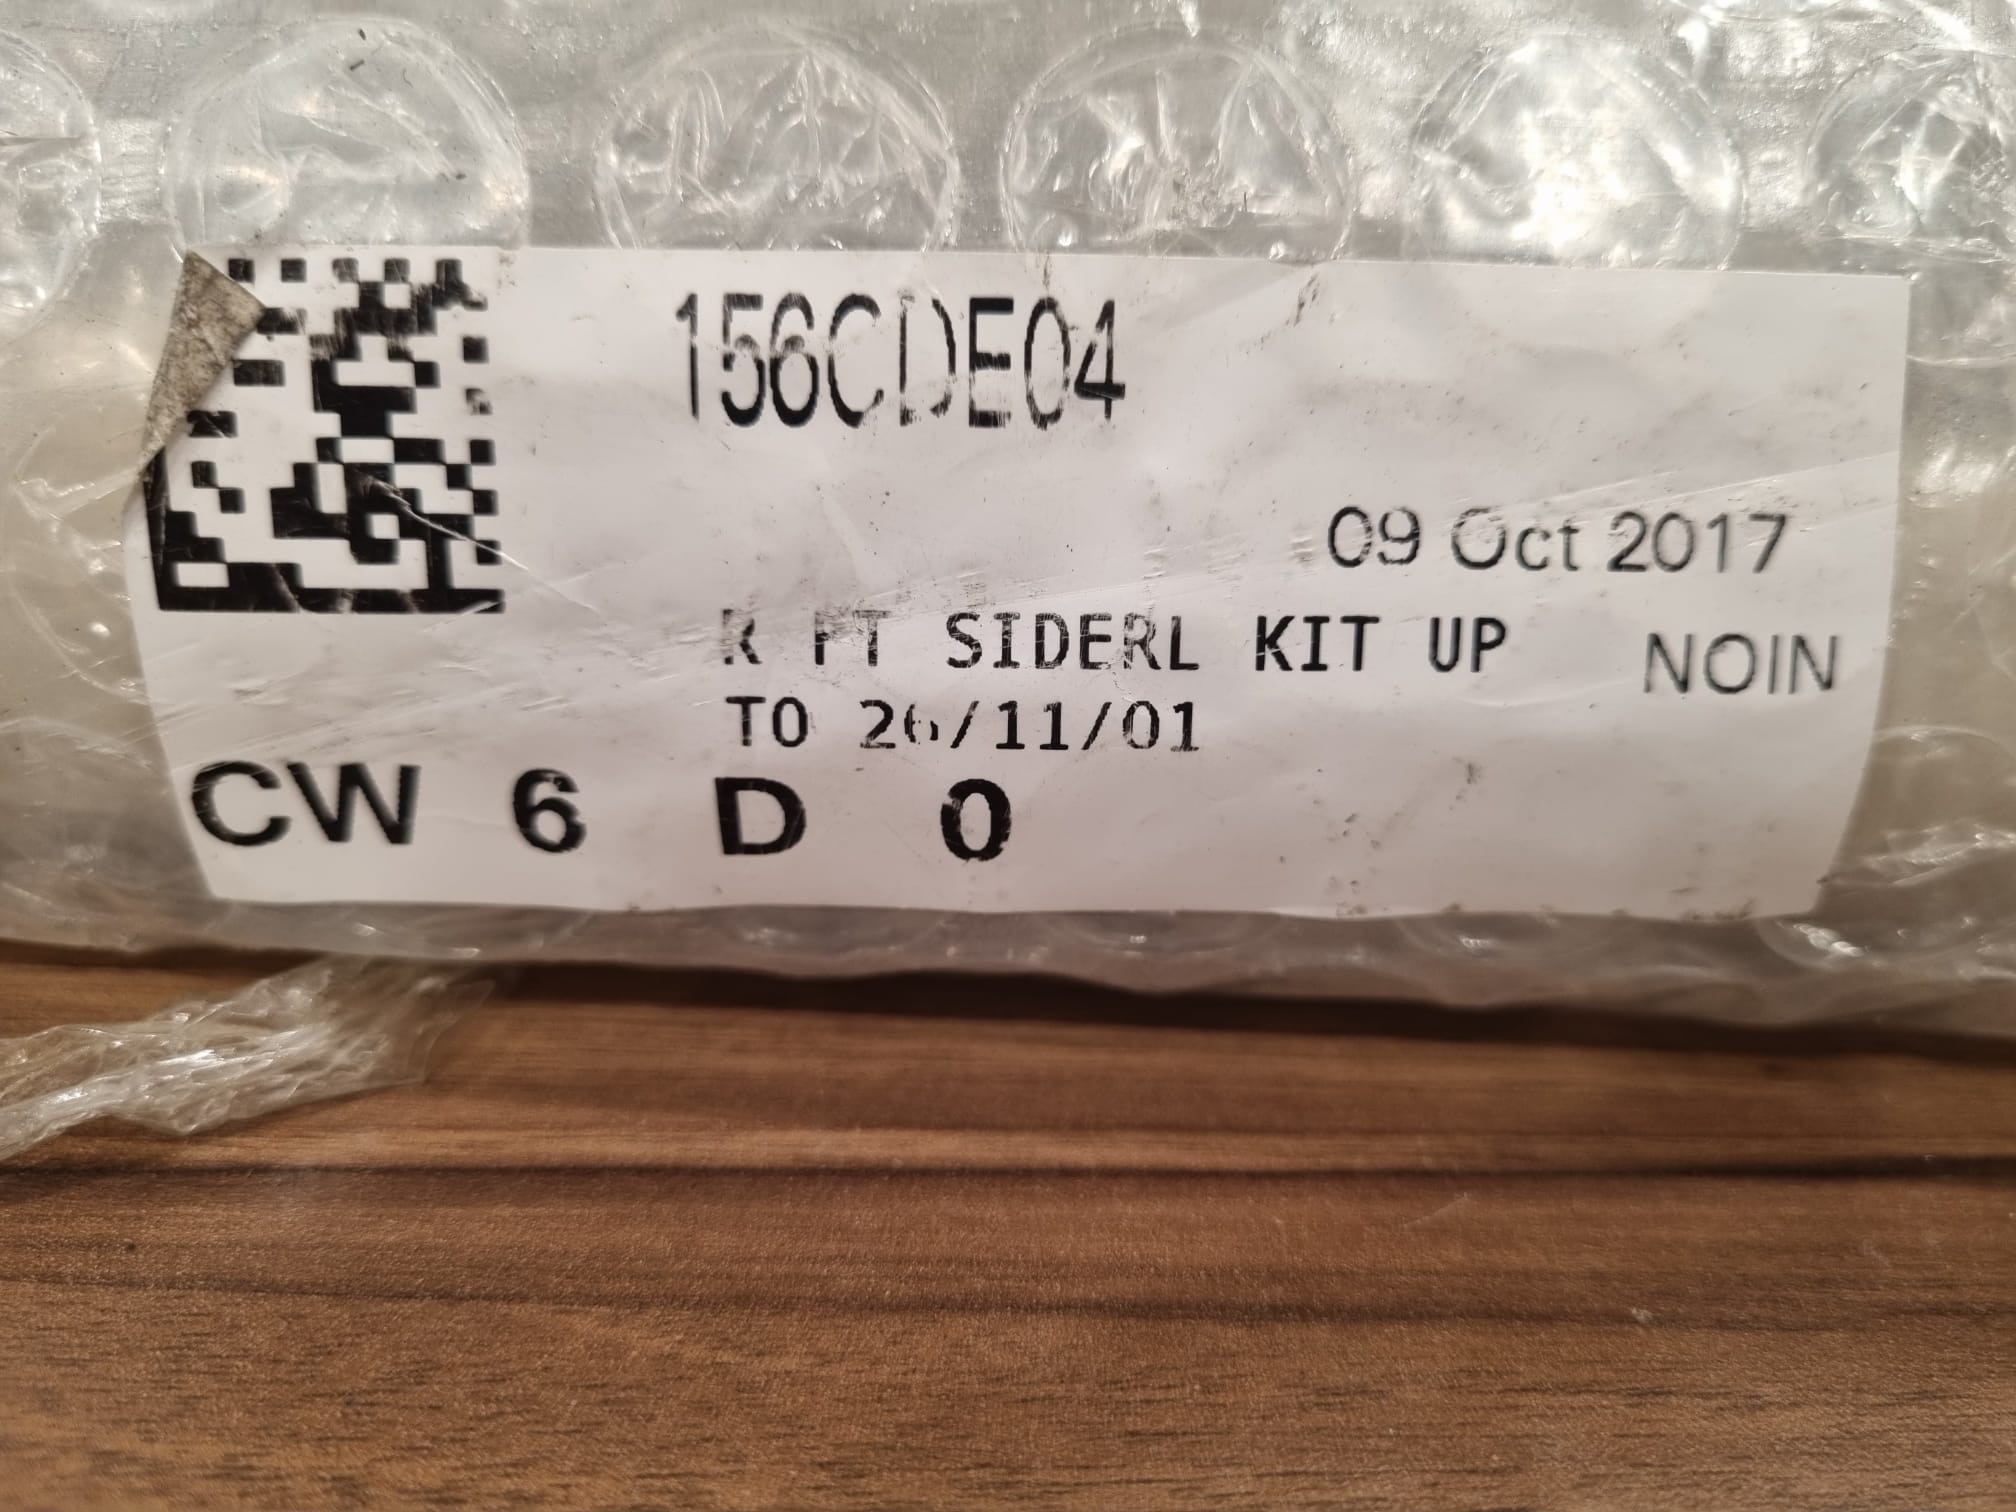 156CDE04
09 Oct 2017
R FT SIDERL KIT UP NOIN
TO 26/11/01
CW 6 D 0